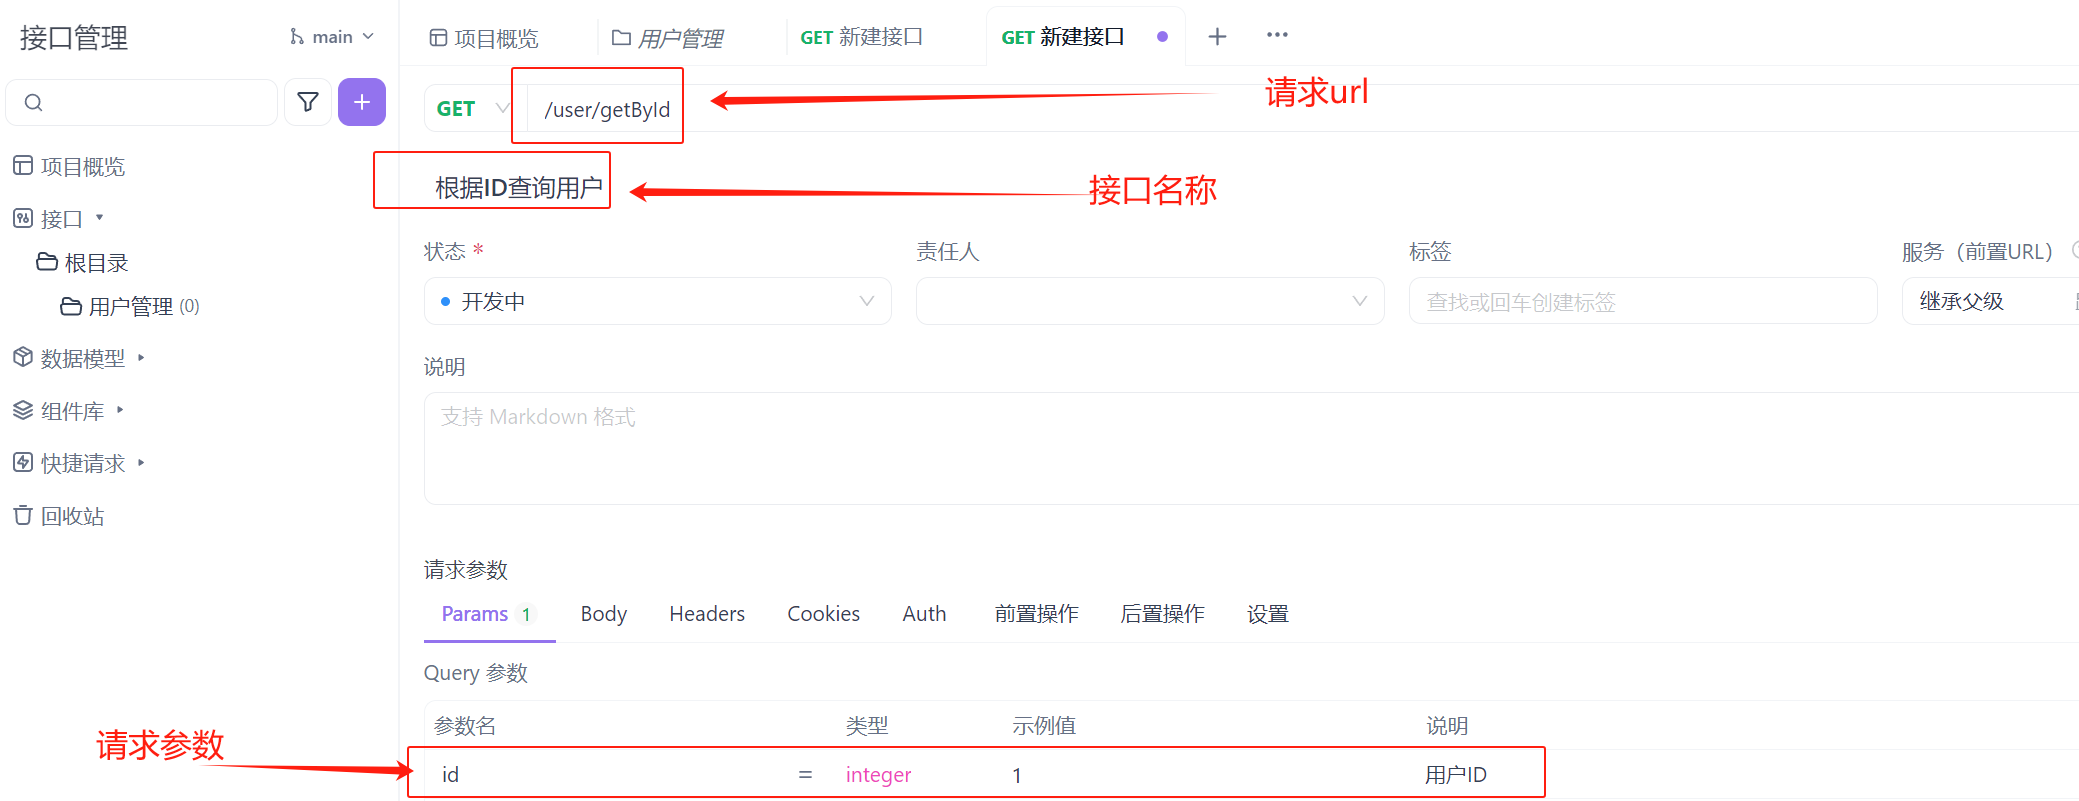 接口管理
main
项目概览
用户管理
GET 新建接口
GET 新建接口
GET
/user/getById
请求url
根据ID查询用户
接口名称
项目概览
接口
根目录
用户管理 (0)
数据模型
组件库
快捷请求
回收站
状态 *
责任人
标签
服务（前置URL）
开发中
查找或回车创建标签
继承父级
说明
支持 Markdown 格式
请求参数
Params 1
Body
Headers
Cookies
Auth
前置操作
后置操作
设置
Query 参数
参数名
类型
示例值
说明
请求参数
id
=
integer
1
用户ID